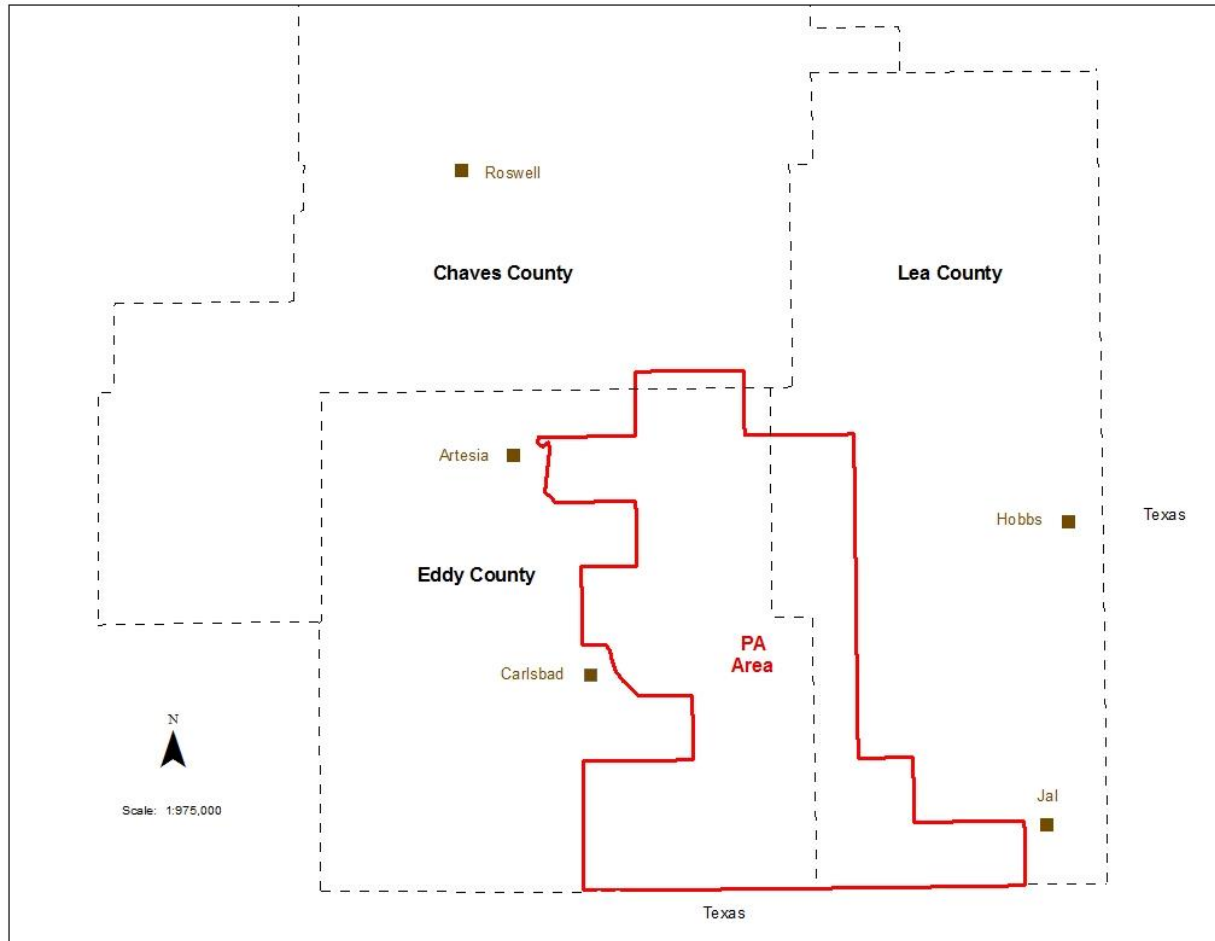 Roswell
Chaves County
Lea County
Artesia
Hobbs
Texas
Eddy County
PA
Area
Carlsbad
N
Scale: 1:975,000
Jal
Texas